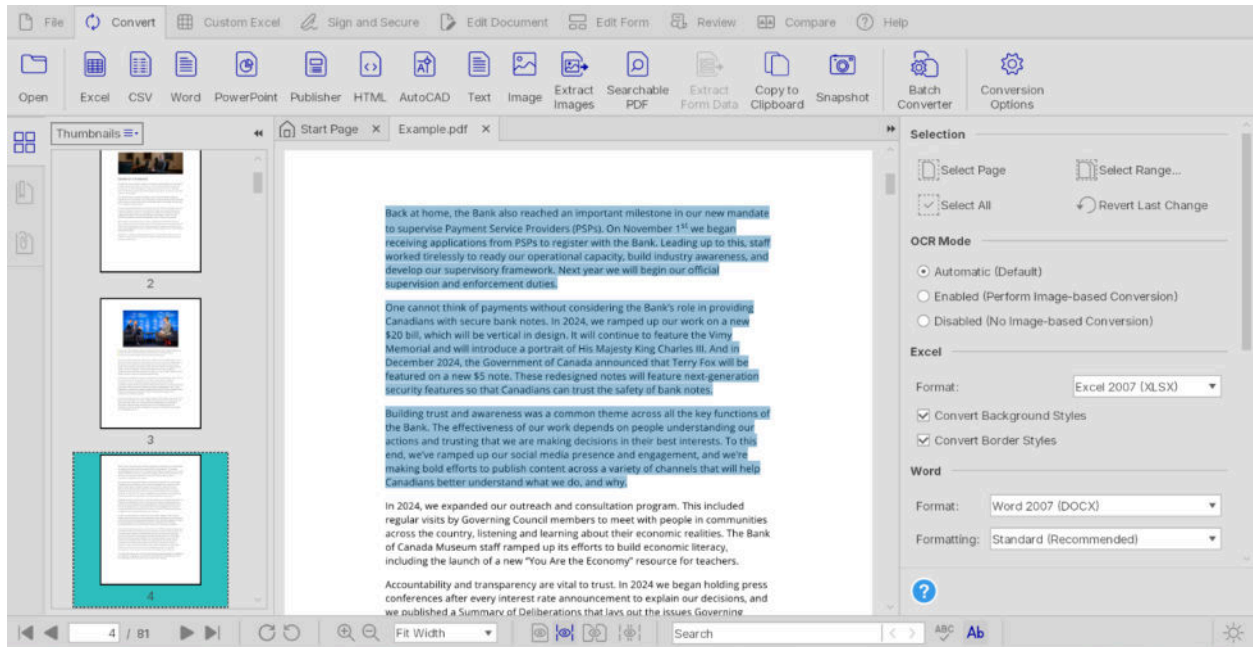 File Convert Custom Excel Sign and Secure Edit Document Edit Form Review Compare Help
Open Excel CSV Word PowerPoint Publisher HTML AutoCAD Text Image Extract Images Searchable PDF Extract Form Data Copy to Clipboard Snapshot Batch Converter Conversion Options
Thumbnails
2
3
4
Start Page Example.pdf
Back at home, the Bank also reached an important milestone in our new mandate
to supervise Payment Service Providers (PSPs). On November 1st we began
receiving applications from PSPs to register with the Bank. Leading up to this, staff
worked tirelessly to ready our operational capacity, build industry awareness, and
develop our supervisory framework. Next year we will begin our official
supervision and enforcement duties.
One cannot think of payments without considering the Bank's role in providing
Canadians with secure bank notes. In 2024, we ramped up our work on a new
$20 bill, which will be vertical in design. It will continue to feature the Vimy
Memorial and will introduce a portrait of His Majesty King Charles III. And in
December 2024, the Government of Canada announced that Terry Fox will be
featured on a new $5 note. These redesigned notes will feature next-generation
security features so that Canadians can trust the safety of bank notes.
Building trust and awareness was a common theme across all the key functions of
the Bank. The effectiveness of our work depends on people understanding our
actions and trusting that we are making decisions in their best interests. To this
end, we've ramped up our social media presence and engagement, and we're
making bold efforts to publish content across a variety of channels that will help
Canadians better understand what we do, and why.
In 2024, we expanded our outreach and consultation program. This included
regular visits by Governing Council members to meet with people in communities
across the country, listening and learning about their economic realities. The Bank
of Canada Museum staff ramped up its efforts to build economic literacy,
including the launch of a new "You Are the Economy" resource for teachers.
Accountability and transparency are vital to trust. In 2024 we began holding press
conferences after every interest rate announcement to explain our decisions, and
we published a Summary of Deliberations that lays out the issues Governing
Selection
Select Page Select Range...
Select All Revert Last Change
OCR Mode
Automatic (Default)
Enabled (Perform Image-based Conversion)
Disabled (No Image-based Conversion)
Excel
Format: Excel 2007 (XLSX)
Convert Background Styles
Convert Border Styles
Word
Format: Word 2007 (DOCX)
Formatting: Standard (Recommended)
?
4 / 81 Fit Width Search ABC Ab